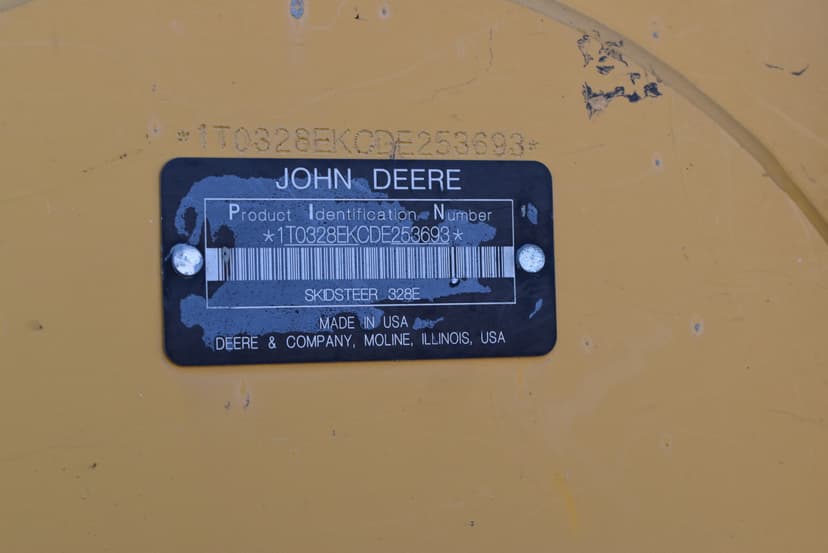 *1T0328EKCDE253693*
JOHN DEERE
Product Identification Number
*1T0328EKCDE253693*
SKIDSTEER 328E
MADE IN USA
DEERE & COMPANY, MOLINE, ILLINOIS, USA